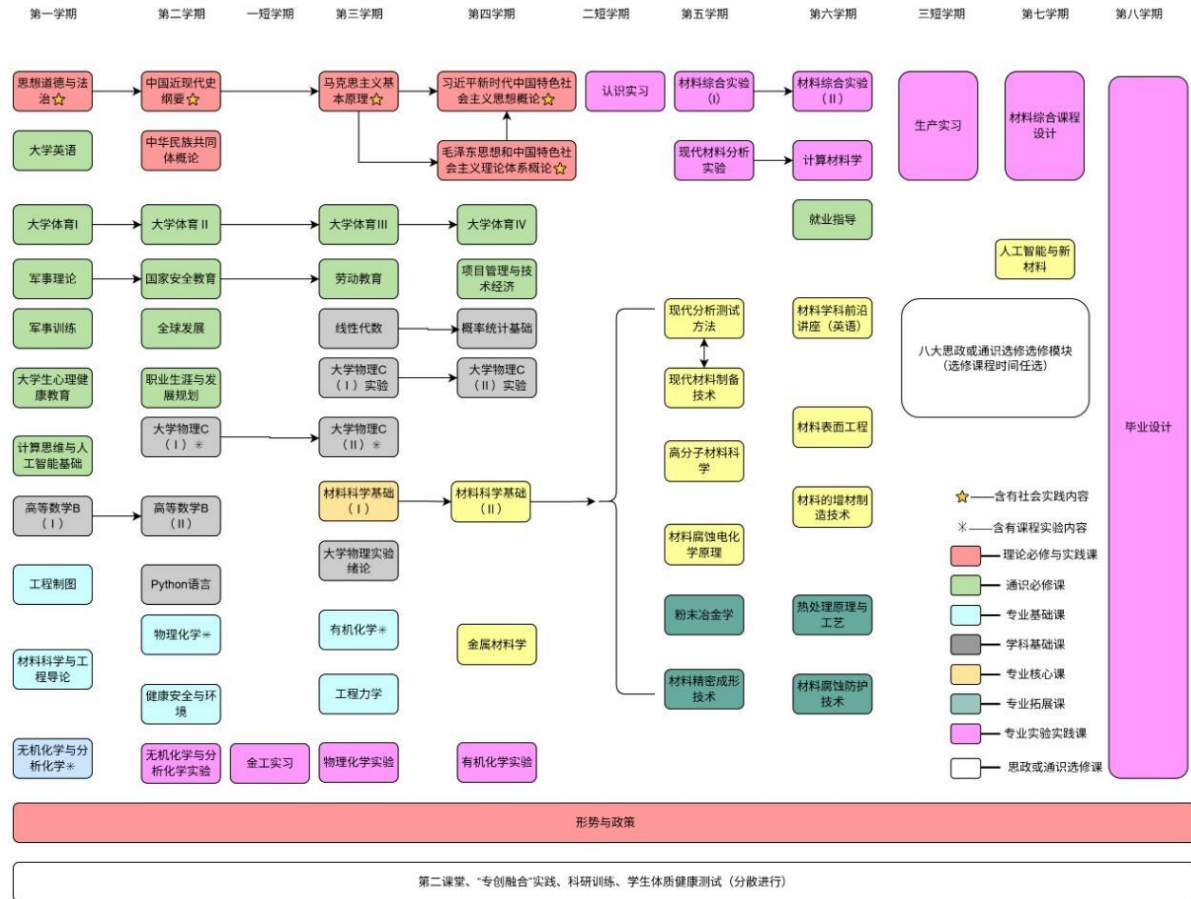 第一学期
第二学期
一短学期
第三学期
第四学期
二短学期
第五学期
第六学期
三短学期
第七学期
第八学期
思想道德与法
治⭐
中国近现代史
纲要⭐
马克思主义基
本原理⭐
习近平新时代中国特色社
会主义思想概论⭐
认识实习
材料综合实验
(I)
材料综合实验
(II)
生产实习
材料综合课程
设计
大学英语
中华民族共同
体概论
毛泽东思想和中国特色社
会主义理论体系概论⭐
现代材料分析
实验
计算材料学
大学体育I
大学体育II
大学体育III
大学体育IV
就业指导
人工智能与新
材料
军事理论
国家安全教育
劳动教育
项目管理与技
术经济
军事训练
全球发展
线性代数
概率统计基础
现代分析测试
方法
材料学科前沿
讲座(英语)
八大思政或通识选修选修模块
(选修课程时间任选)
大学生心理健
康教育
职业生涯与发
展规划
大学物理C
(I)实验
大学物理C
(II)实验
现代材料制备
技术
计算思维与人
工智能基础
大学物理C
(I)✳
大学物理C
(II)✳
高分子材料科
学
材料表面工程
毕业设计
高等数学B
(I)
高等数学B
(II)
材料科学基础
(I)
材料科学基础
(II)
材料腐蚀电化
学原理
材料的增材制
造技术
工程制图
Python语言
大学物理实验
绪论
材料科学与工
程导论
物理化学✳
有机化学✳
金属材料学
粉末冶金学
热处理原理与
工艺
健康安全与环
境
工程力学
材料精密成形
技术
材料腐蚀防护
技术
无机化学与分
析化学✳
无机化学与分
析化学实验
金工实习
物理化学实验
有机化学实验
⭐——含有社会实践内容
✳——含有课程实验内容
理论必修与实践课
通识必修课
专业基础课
学科基础课
专业核心课
专业拓展课
专业实验实践课
思政或通识选修课
形势与政策
第二课堂、“专创融合”实践、科研训练、学生体质健康测试(分散进行)